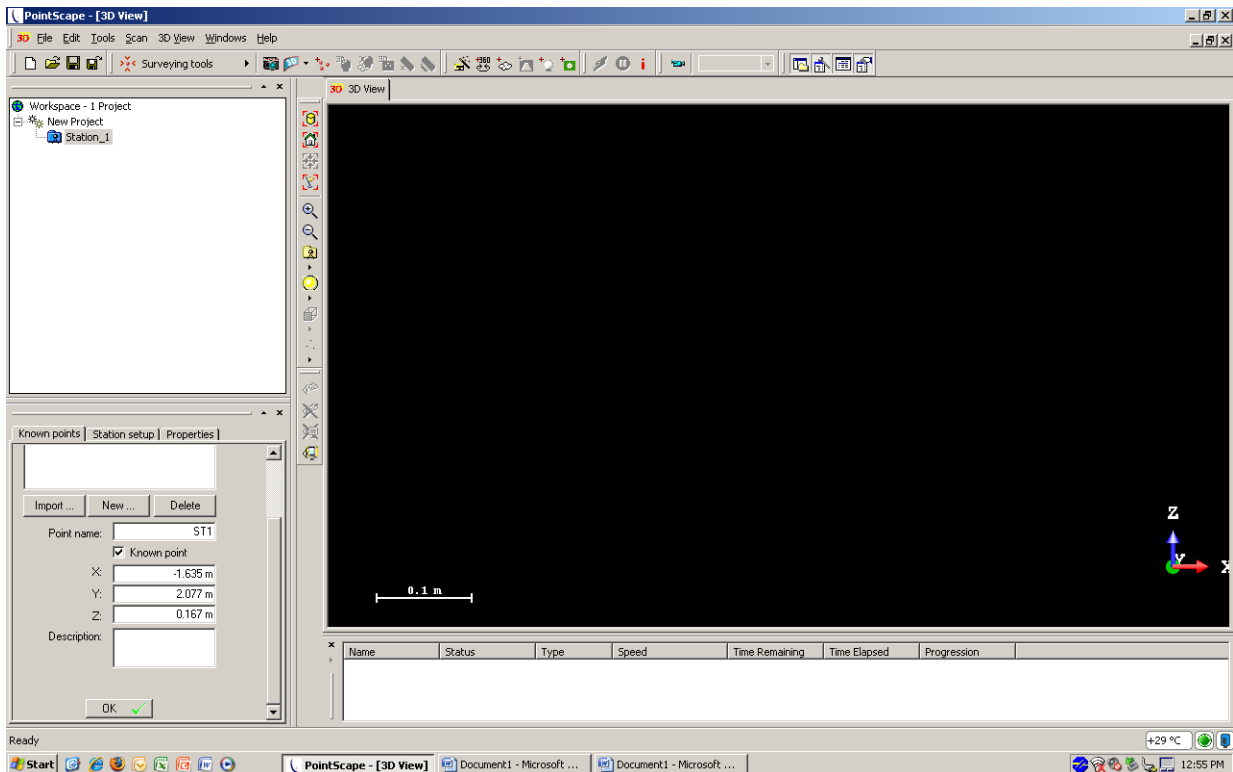 PointScape - [3D View]
3D File Edit Tools Scan 3D View Windows Help
Surveying tools
3D 3D View
Workspace - 1 Project
New Project
Station_1
Known points Station setup Properties
Import ... New ... Delete
Point name: ST1
Known point
X: -1.635 m
Y: 2.077 m
Z: 0.167 m
Description:
OK
0.1 m
Z
Y
X
Name Status Type Speed Time Remaining Time Elapsed Progression
Ready
+29 °C
Start PointScape - [3D View] Document1 - Microsoft ... Document1 - Microsoft ... 12:55 PM